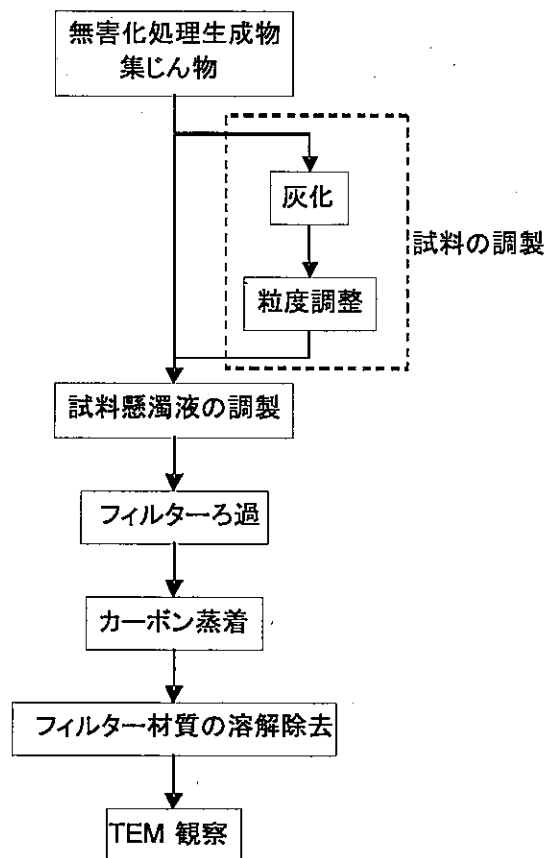 無害化処理生成物
集じん物
灰化
試料の調製
粒度調整
試料懸濁液の調製
フィルターろ過
カーボン蒸着
フィルター材質の溶解除去
TEM 観察